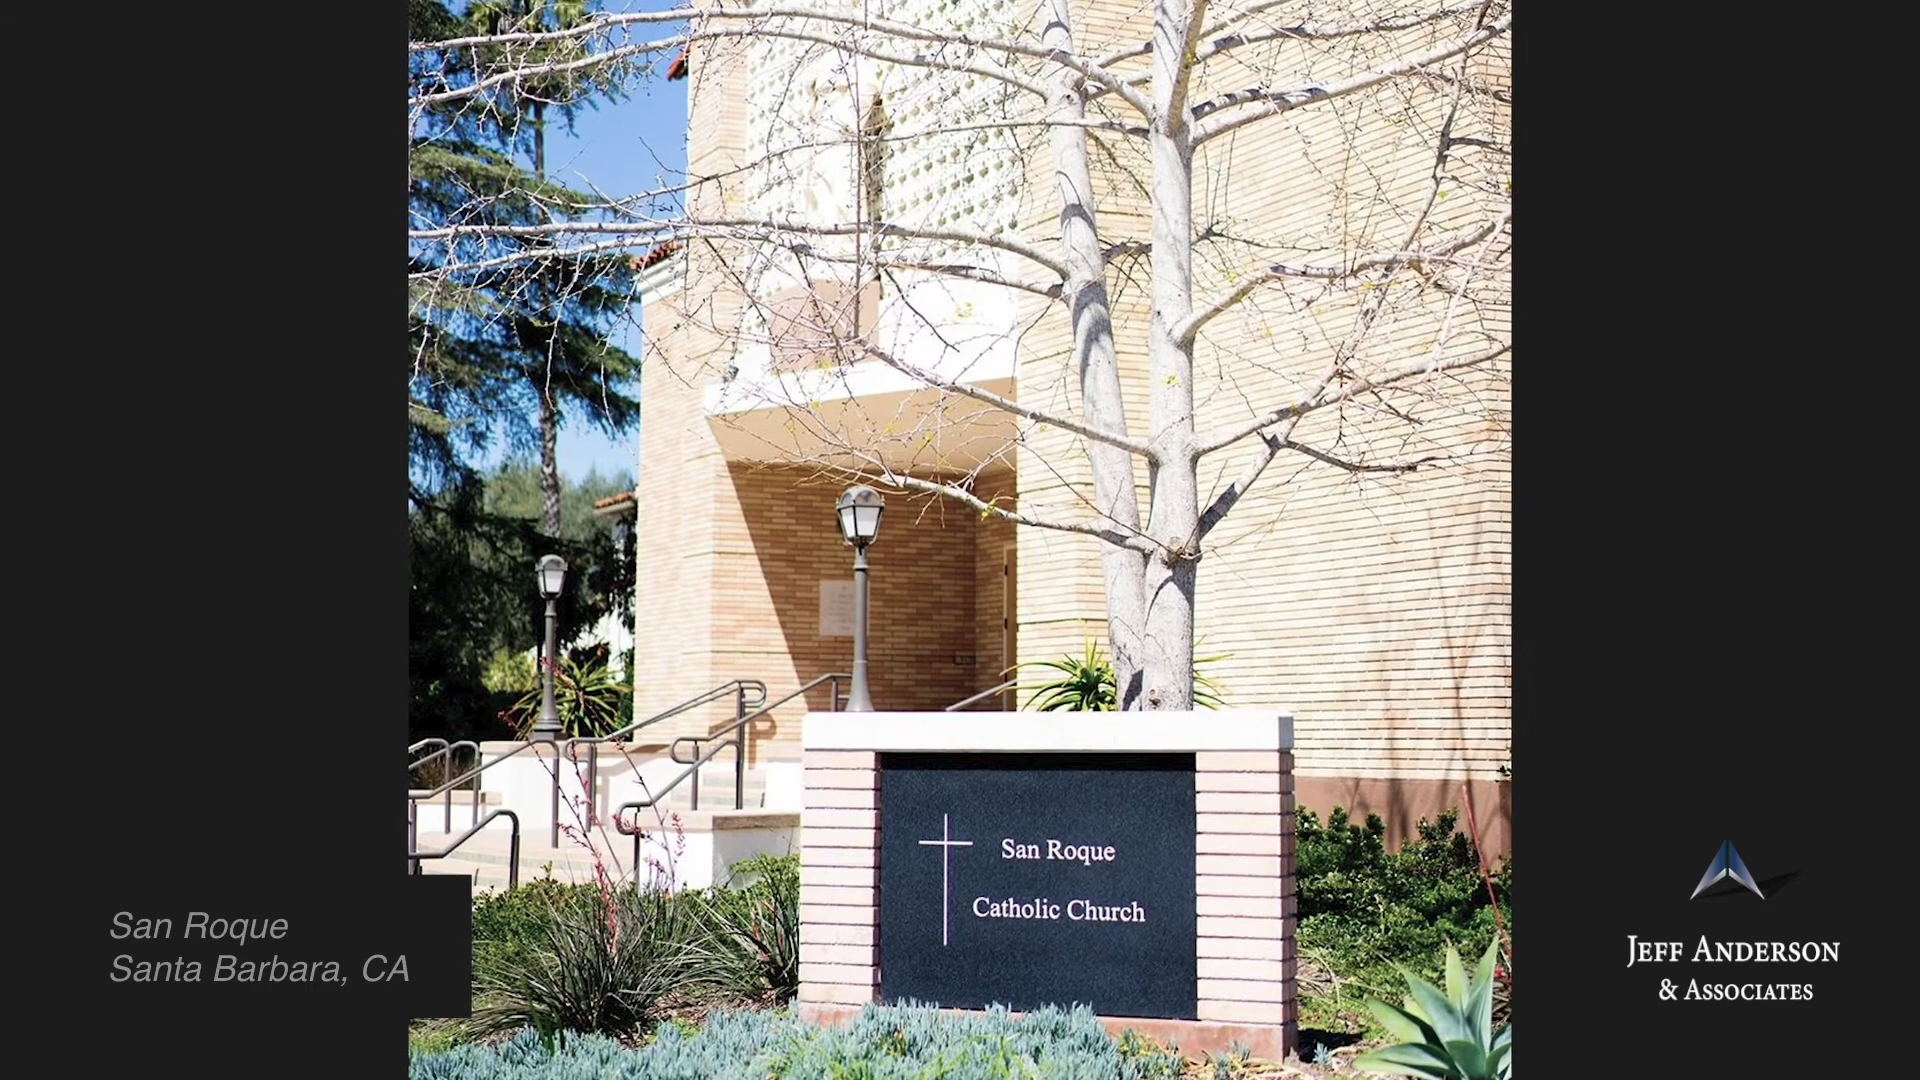 San Roque
Catholic Church
San Roque
Santa Barbara, CA
JEFF ANDERSON
& ASSOCIATES